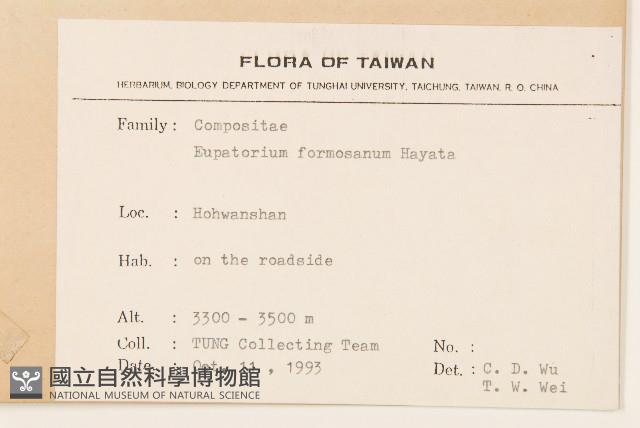 FLORA OF TAIWAN
HERBARIUM, BIOLOGY DEPARTMENT OF TUNGHAI UNIVERSITY, TAICHUNG, TAIWAN, R. O. CHINA
Family : Compositae
Eupatorium formosanum Hayata
Loc. : Hohwanshan
Hab. : on the roadside
Alt. : 3300 - 3500 m
Coll. : TUNG Collecting Team No. :
Date Oct. 11, 1993 Det. : C. D. Wu
T. W. Wei
國立自然科學博物館
NATIONAL MUSEUM OF NATURAL SCIENCE